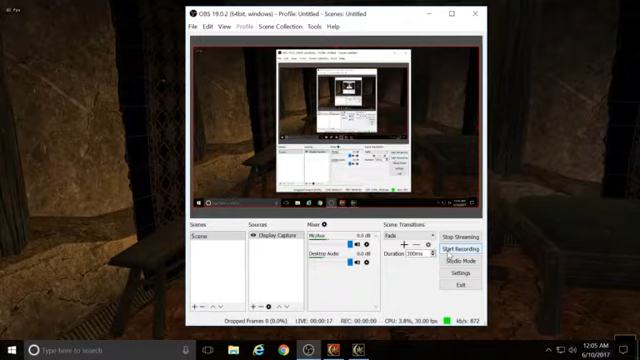 62 fps
OBS 19.0.2 (64bit, windows) - Profile: Untitled - Scenes: Untitled
File Edit View Profile Scene Collection Tools Help
Scenes Sources Mixer Scene Transitions
Scene
Display Capture
Mic/Aux 0.0 dB
Desktop Audio 0.0 dB
Fade
Duration 300ms
Stop Streaming
Start Recording
Studio Mode
Settings
Exit
Dropped Frames 0 (0.0%) LIVE: 00:00:17 REC: 00:00:00 CPU: 3.8%, 30.00 fps kb/s: 872
Type here to search
12:05 AM
6/10/2017